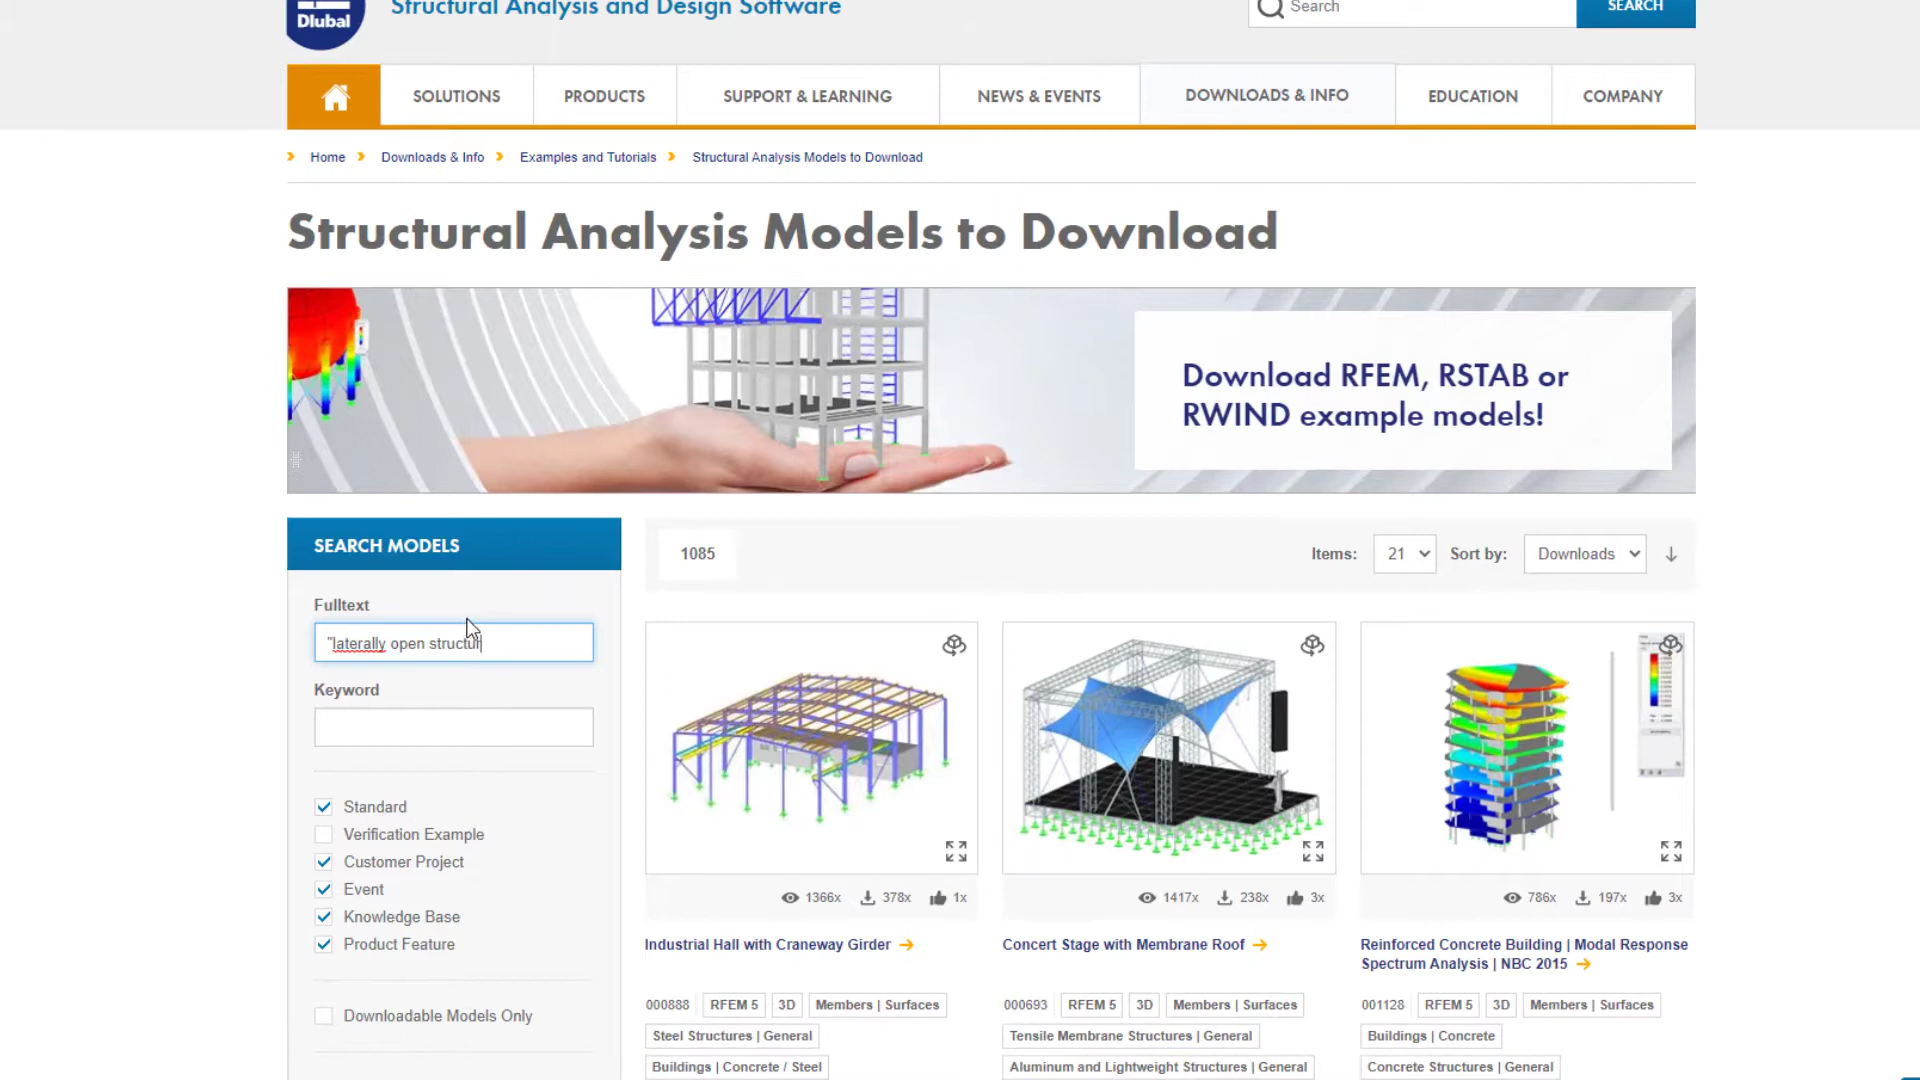 Dlubal
Structural Analysis and Design Software
Search
SEARCH
SOLUTIONS
PRODUCTS
SUPPORT & LEARNING
NEWS & EVENTS
DOWNLOADS & INFO
EDUCATION
COMPANY
Home
Downloads & Info
Examples and Tutorials
Structural Analysis Models to Download
Structural Analysis Models to Download
Download RFEM, RSTAB or
RWIND example models!
SEARCH MODELS
1085
Items:
21
Sort by:
Downloads
Fulltext
"laterally open structur
Keyword
Standard
Verification Example
Customer Project
Event
Knowledge Base
Product Feature
Downloadable Models Only
1366x
378x
1x
Industrial Hall with Craneway Girder
000888
RFEM 5
3D
Members | Surfaces
Steel Structures | General
Buildings | Concrete / Steel
1417x
238x
3x
Concert Stage with Membrane Roof
000693
RFEM 5
3D
Members | Surfaces
Tensile Membrane Structures | General
Aluminum and Lightweight Structures | General
786x
197x
3x
Reinforced Concrete Building | Modal Response
Spectrum Analysis | NBC 2015
001128
RFEM 5
3D
Members | Surfaces
Buildings | Concrete
Concrete Structures | General